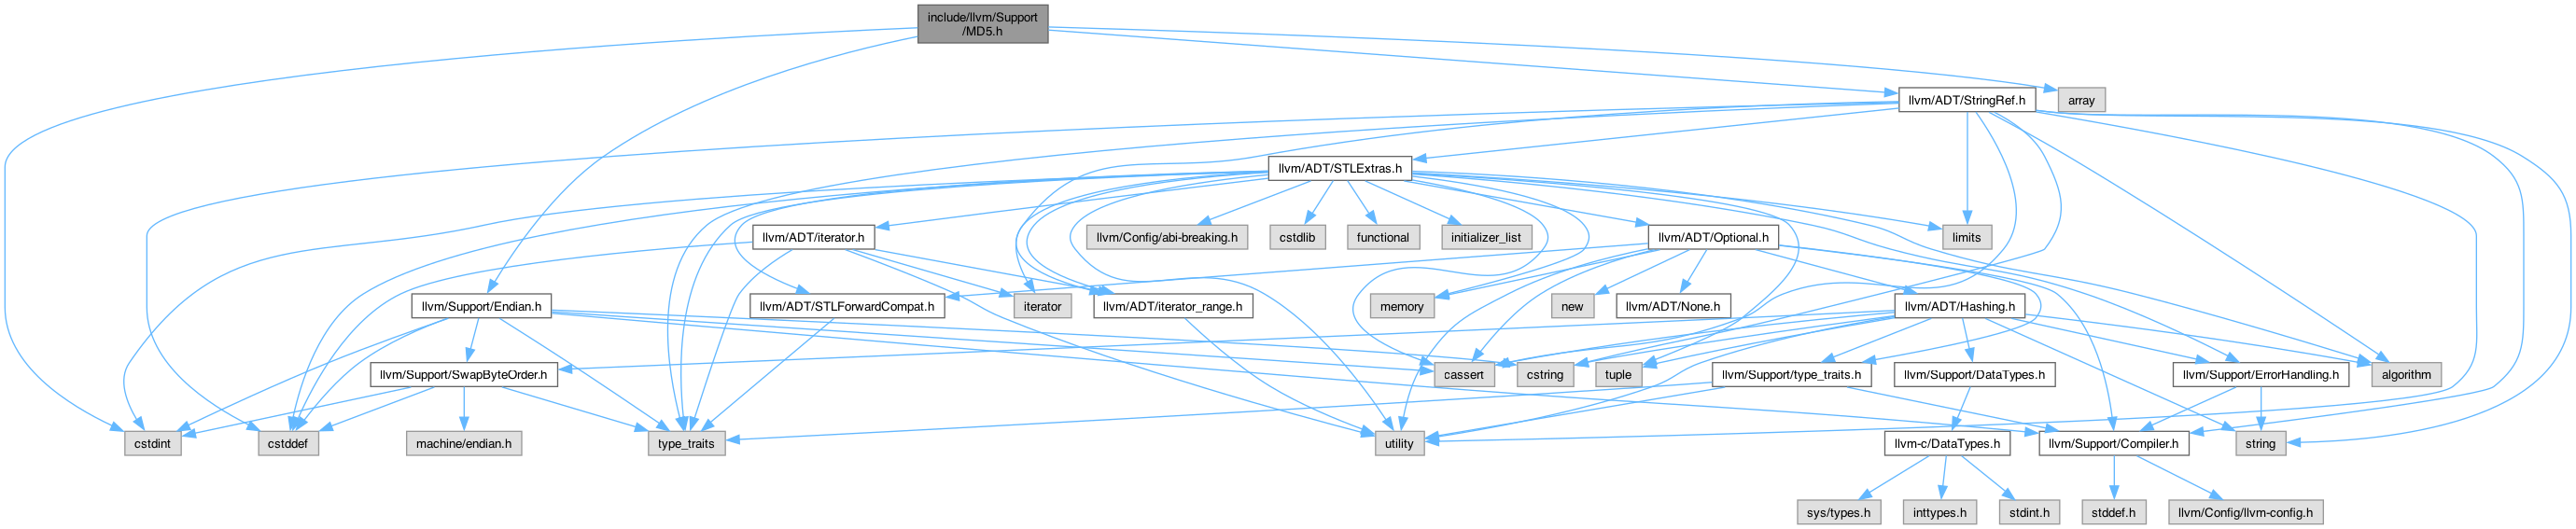 include/llvm/Support
/MD5.h
llvm/ADT/StringRef.h
array
llvm/ADT/STLExtras.h
llvm/ADT/iterator.h
llvm/Config/abi-breaking.h
cstdlib
functional
initializer_list
llvm/ADT/Optional.h
limits
llvm/Support/Endian.h
llvm/ADT/STLForwardCompat.h
iterator
llvm/ADT/iterator_range.h
memory
new
llvm/ADT/None.h
llvm/ADT/Hashing.h
llvm/Support/SwapByteOrder.h
cassert
cstring
tuple
llvm/Support/type_traits.h
llvm/Support/DataTypes.h
llvm/Support/ErrorHandling.h
algorithm
cstdint
cstddef
machine/endian.h
type_traits
utility
llvm-c/DataTypes.h
llvm/Support/Compiler.h
string
sys/types.h
inttypes.h
stdint.h
stddef.h
llvm/Config/llvm-config.h